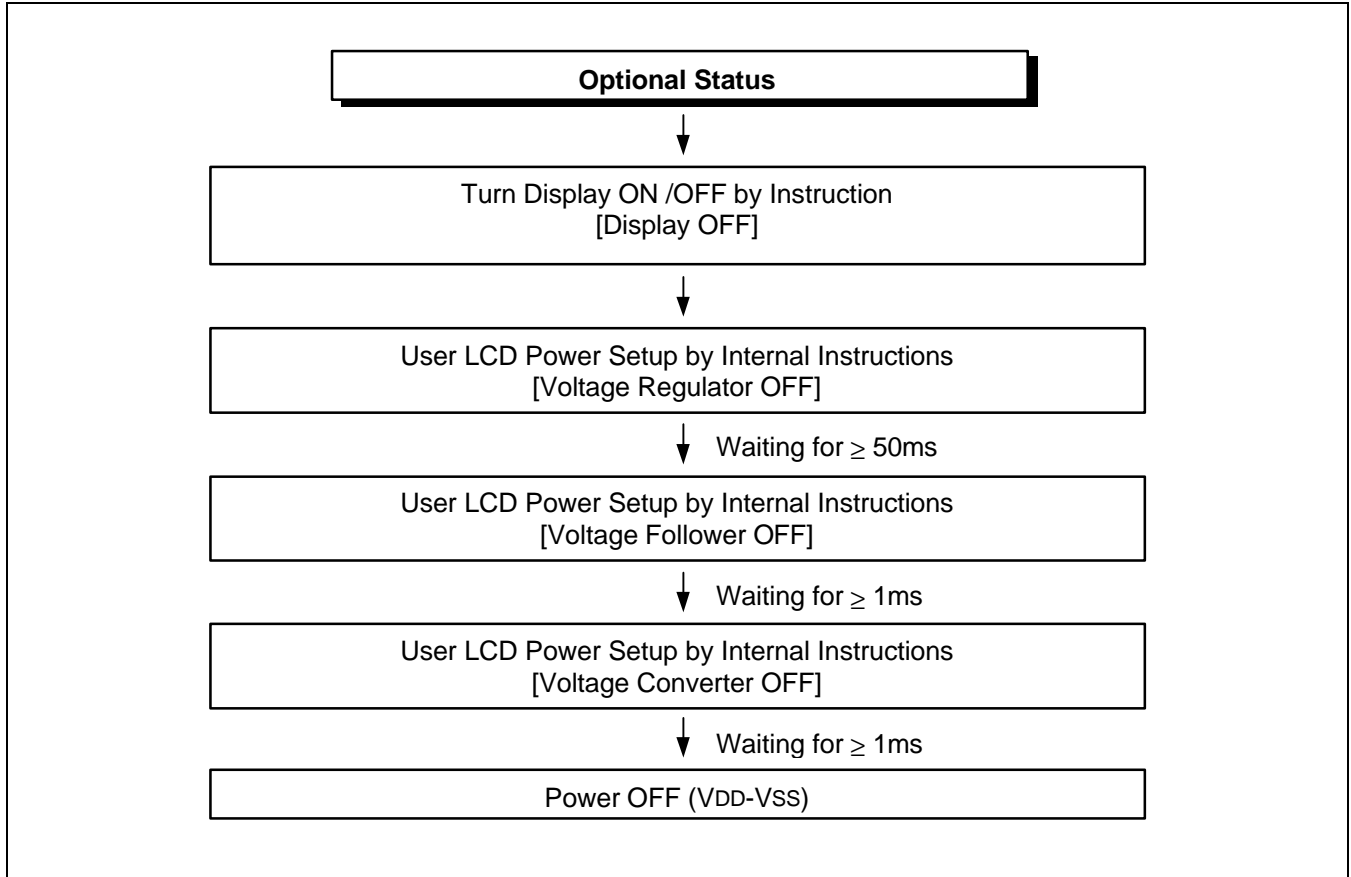 Optional Status
Turn Display ON /OFF by Instruction
[Display OFF]
User LCD Power Setup by Internal Instructions
[Voltage Regulator OFF]
Waiting for ≥ 50ms
User LCD Power Setup by Internal Instructions
[Voltage Follower OFF]
Waiting for ≥ 1ms
User LCD Power Setup by Internal Instructions
[Voltage Converter OFF]
Waiting for ≥ 1ms
Power OFF (VDD-VSS)